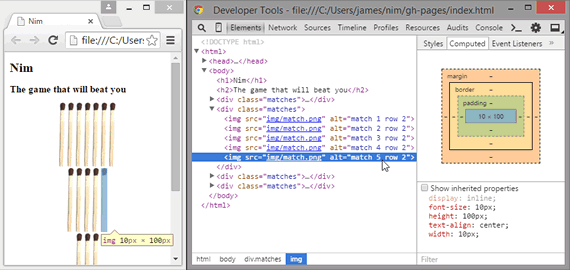 Nim
file:///C:/User
Nim
The game that will beat you
img 10px × 100px
Developer Tools - file:///C:/Users/james/nim/gh-pages/index.html
Elements Network Sources Timeline Profiles Resources Audits Console
<!DOCTYPE html>
<html>
<head>…</head>
<body>
<h1>Nim</h1>
<h2>The game that will beat you</h2>
<div class="matches">…</div>
<div class="matches">
<img src="img/match.png" alt="match 1 row 2">
<img src="img/match.png" alt="match 2 row 2">
<img src="img/match.png" alt="match 3 row 2">
<img src="img/match.png" alt="match 4 row 2">
<img src="img/match.png" alt="match 5 row 2">
</div>
<div class="matches">…</div>
<div class="matches">…</div>
</body>
</html>
html body div.matches img
Styles Computed Event Listeners »
margin -
border -
padding -
- - - 10 × 100 - - -
-
-
-
Show inherited properties
display: inline;
font-size: 10px;
height: 100px;
text-align: center;
width: 10px;
Filter